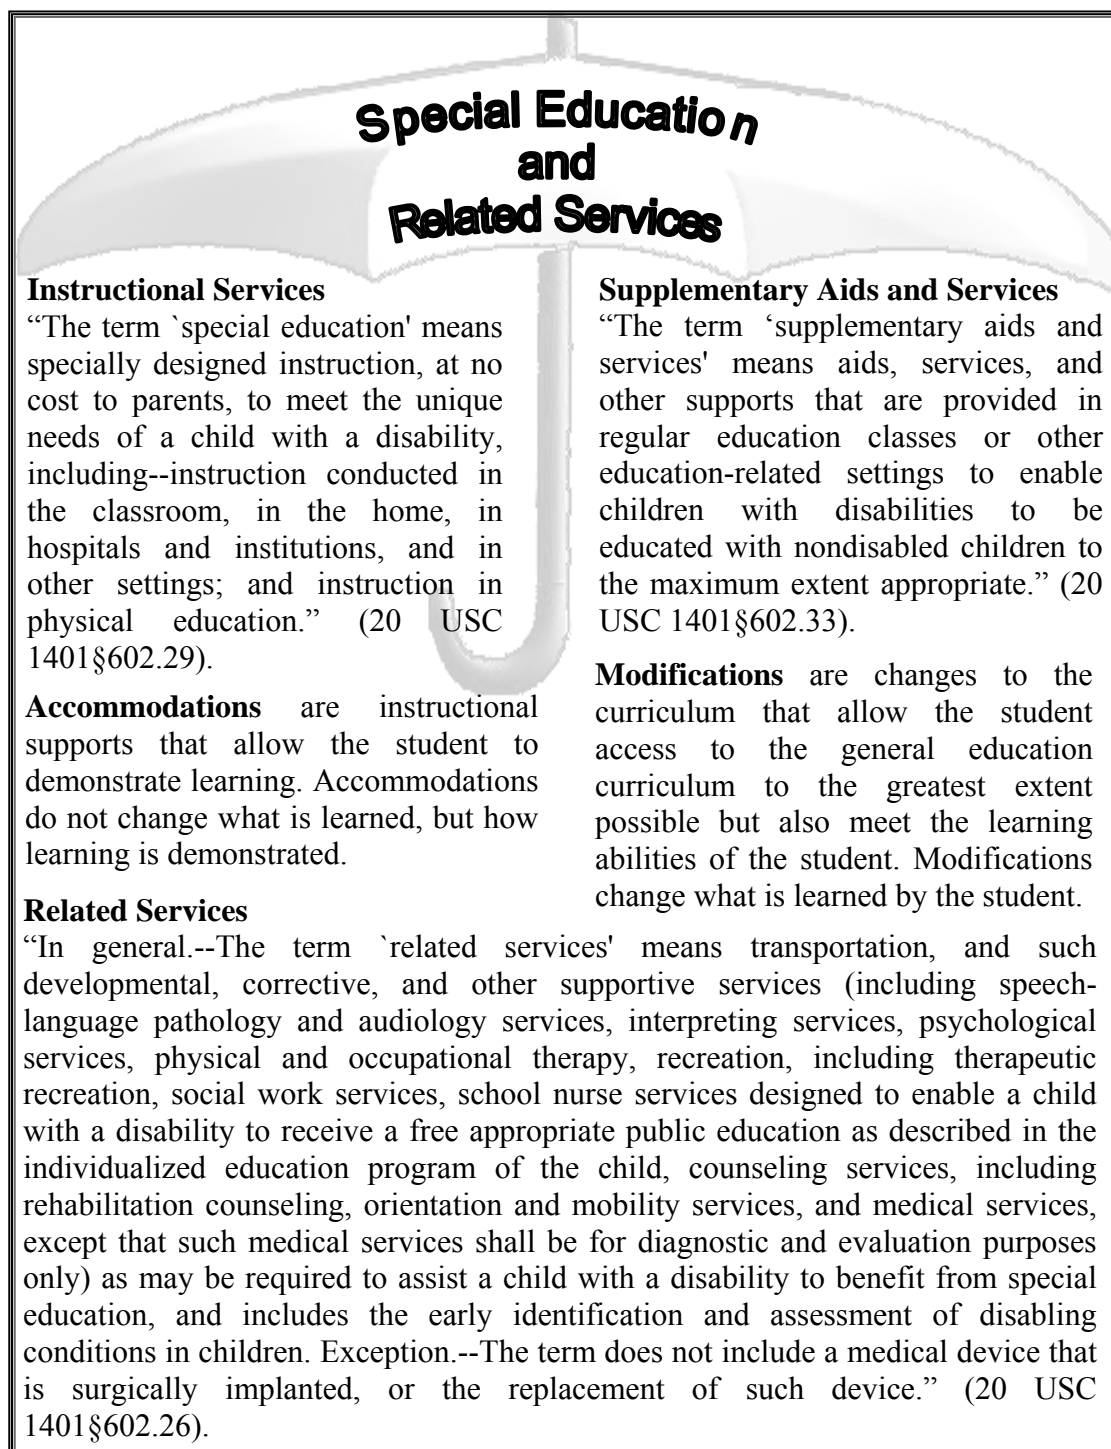 Special Education
and
Related Services
Instructional Services
“The term `special education' means
specially designed instruction, at no
cost to parents, to meet the unique
needs of a child with a disability,
including--instruction conducted in
the classroom, in the home, in
hospitals and institutions, and in
other settings; and instruction in
physical education.” (20 USC
1401§602.29).
Accommodations are instructional
supports that allow the student to
demonstrate learning. Accommodations
do not change what is learned, but how
learning is demonstrated.
Supplementary Aids and Services
“The term ‘supplementary aids and
services' means aids, services, and
other supports that are provided in
regular education classes or other
education-related settings to enable
children with disabilities to be
educated with nondisabled children to
the maximum extent appropriate.” (20
USC 1401§602.33).
Modifications are changes to the
curriculum that allow the student
access to the general education
curriculum to the greatest extent
possible but also meet the learning
abilities of the student. Modifications
change what is learned by the student.
Related Services
“In general.--The term `related services' means transportation, and such
developmental, corrective, and other supportive services (including speech-
language pathology and audiology services, interpreting services, psychological
services, physical and occupational therapy, recreation, including therapeutic
recreation, social work services, school nurse services designed to enable a child
with a disability to receive a free appropriate public education as described in the
individualized education program of the child, counseling services, including
rehabilitation counseling, orientation and mobility services, and medical services,
except that such medical services shall be for diagnostic and evaluation purposes
only) as may be required to assist a child with a disability to benefit from special
education, and includes the early identification and assessment of disabling
conditions in children. Exception.--The term does not include a medical device that
is surgically implanted, or the replacement of such device.” (20 USC
1401§602.26).